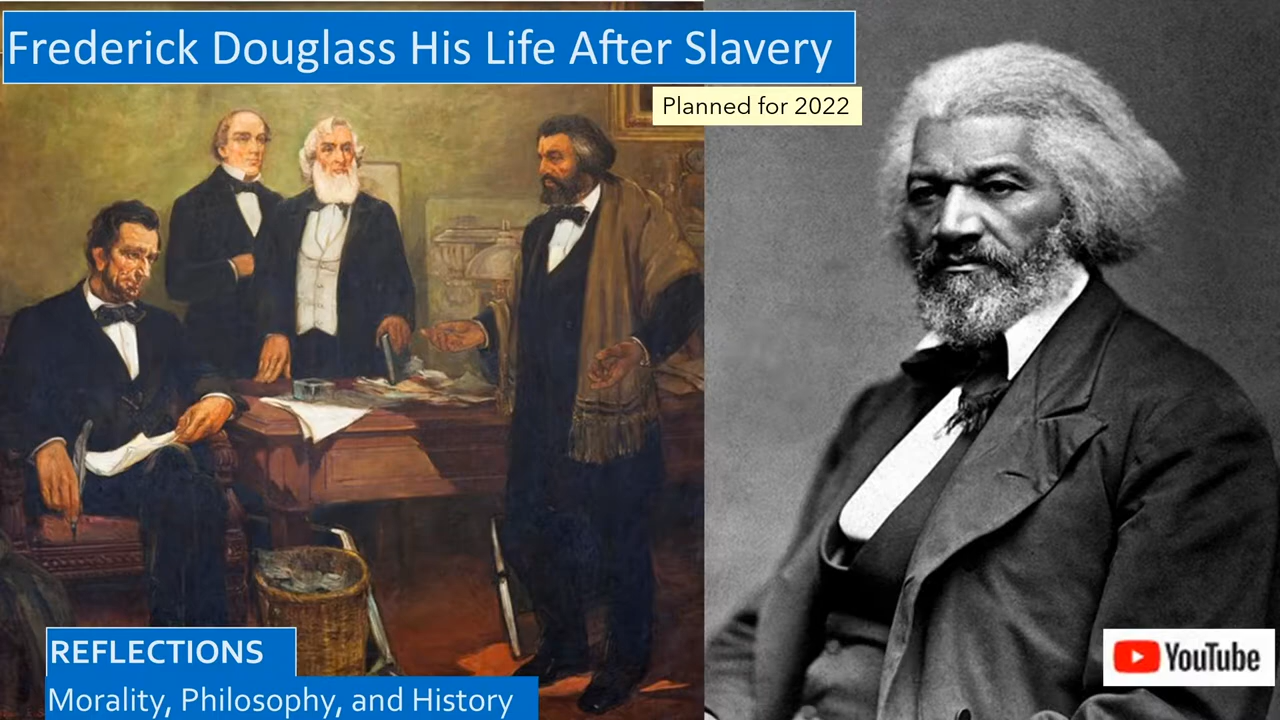 Frederick Douglass His Life After Slavery
Planned for 2022
REFLECTIONS
Morality, Philosophy, and History
YouTube